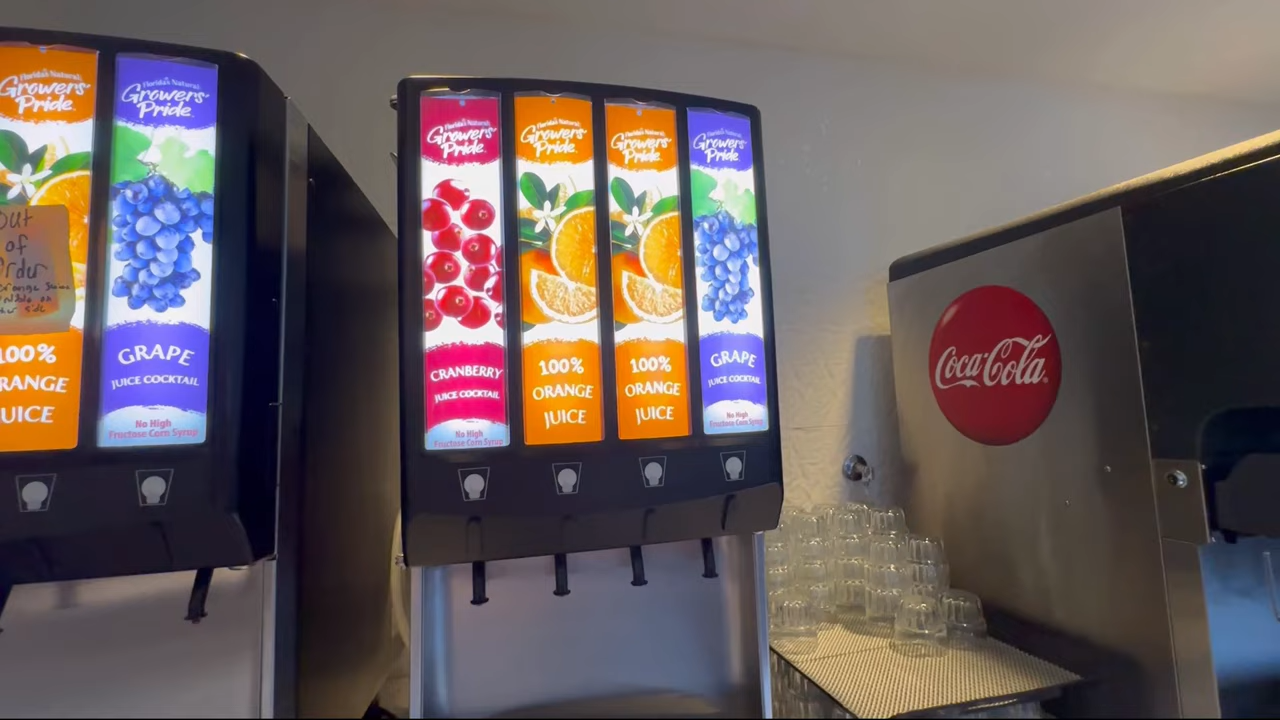 Florida's Natural
Growers'
Pride
out
of
order
100%
ORANGE
JUICE
Florida's Natural
Growers'
Pride
GRAPE
JUICE COCKTAIL
No High
Fructose Corn Syrup
Florida's Natural
Growers'
Pride
CRANBERRY
JUICE COCKTAIL
No High
Fructose Corn Syrup
Florida's Natural
Growers'
Pride
100%
ORANGE
JUICE
Florida's Natural
Growers'
Pride
100%
ORANGE
JUICE
Florida's Natural
Growers'
Pride
GRAPE
JUICE COCKTAIL
No High
Fructose Corn Syrup
Coca-Cola